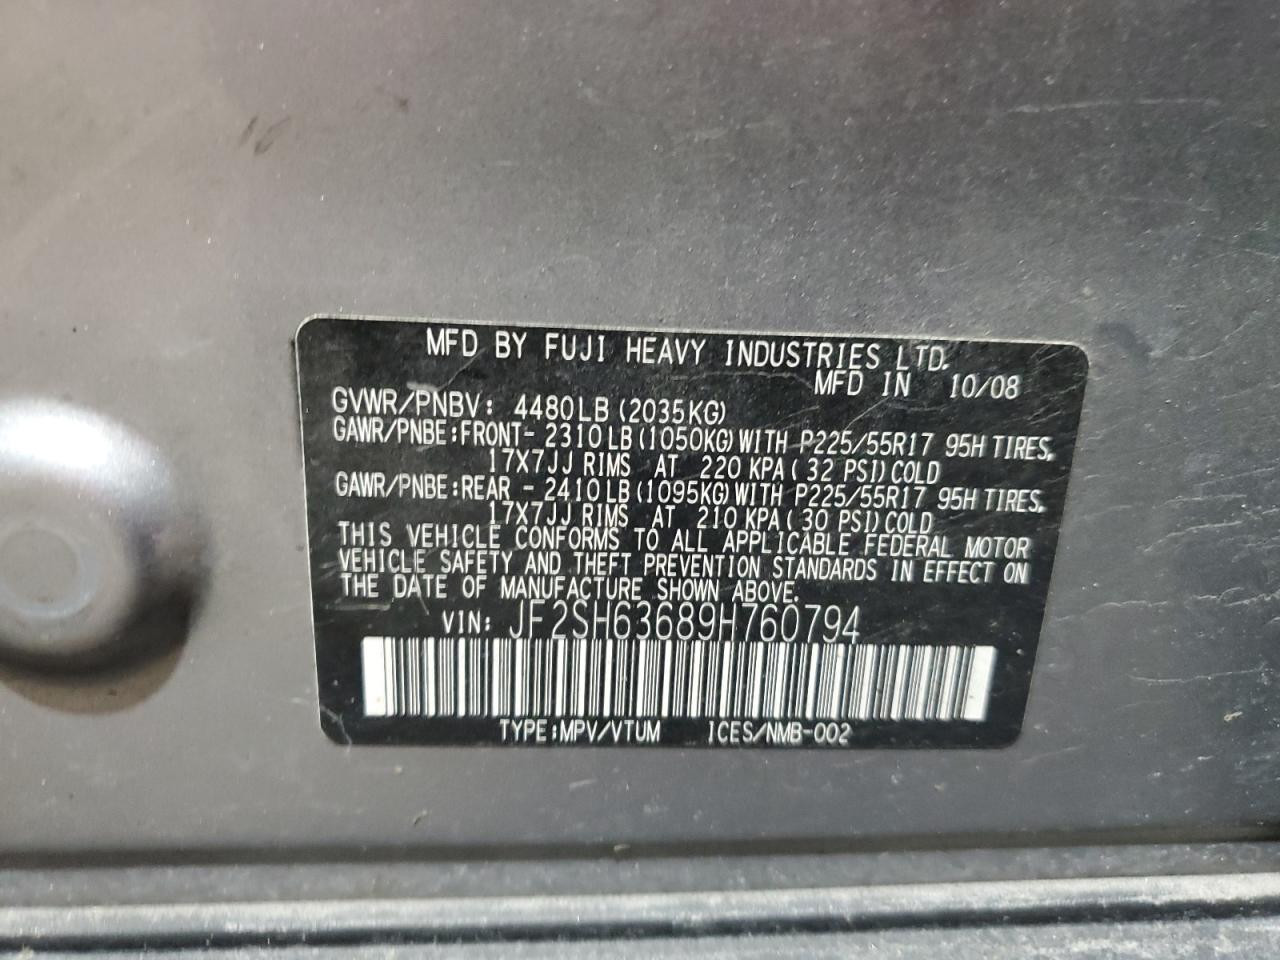 MFD BY FUJI HEAVY INDUSTRIES LTD.
MFD IN 10/08
GVWR/PNBV: 4480LB (2035KG)
GAWR/PNBE:FRONT- 2310LB (1050KG) WITH P225/55R17 95H TIRES,
17X7JJ RIMS AT 220 KPA ( 32 PSI) COLD
GAWR/PNBE:REAR - 2410LB (1095KG) WITH P225/55R17 95H TIRES,
17X7JJ RIMS AT 210 KPA ( 30 PSI) COLD
THIS VEHICLE CONFORMS TO ALL APPLICABLE FEDERAL MOTOR
VEHICLE SAFETY AND THEFT PREVENTION STANDARDS IN EFFECT ON
THE DATE OF MANUFACTURE SHOWN ABOVE.
VIN: JF2SH63689H760794
TYPE:MPV/VTUM ICES/NMB-002